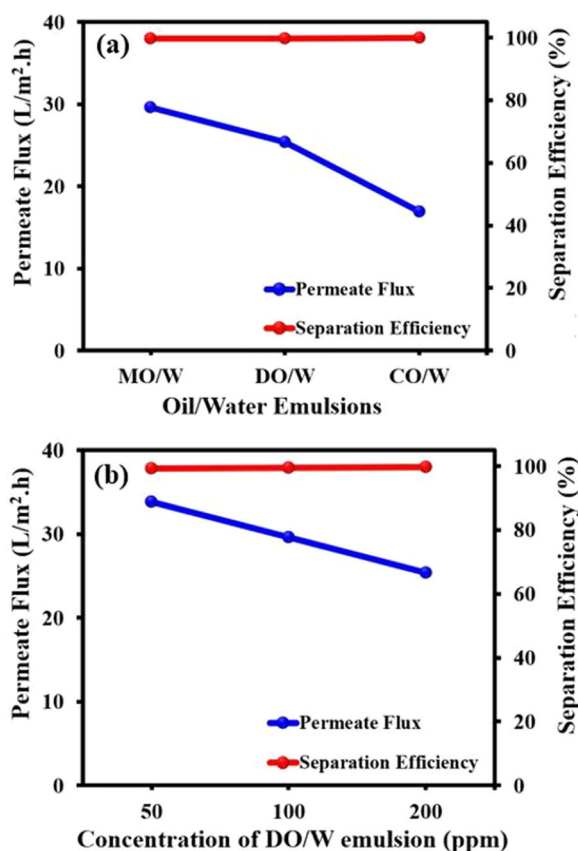 (a)
Permeate Flux (L/m².h)
40
30
20
10
0
Separation Efficiency (%)
100
80
60
40
20
0
Permeate Flux
Separation Efficiency
MO/W DO/W CO/W
Oil/Water Emulsions
(b)
Permeate Flux (L/m².h)
40
30
20
10
0
Separation Efficiency (%)
100
80
60
40
20
0
Permeate Flux
Separation Efficiency
50 100 200
Concentration of DO/W emulsion (ppm)